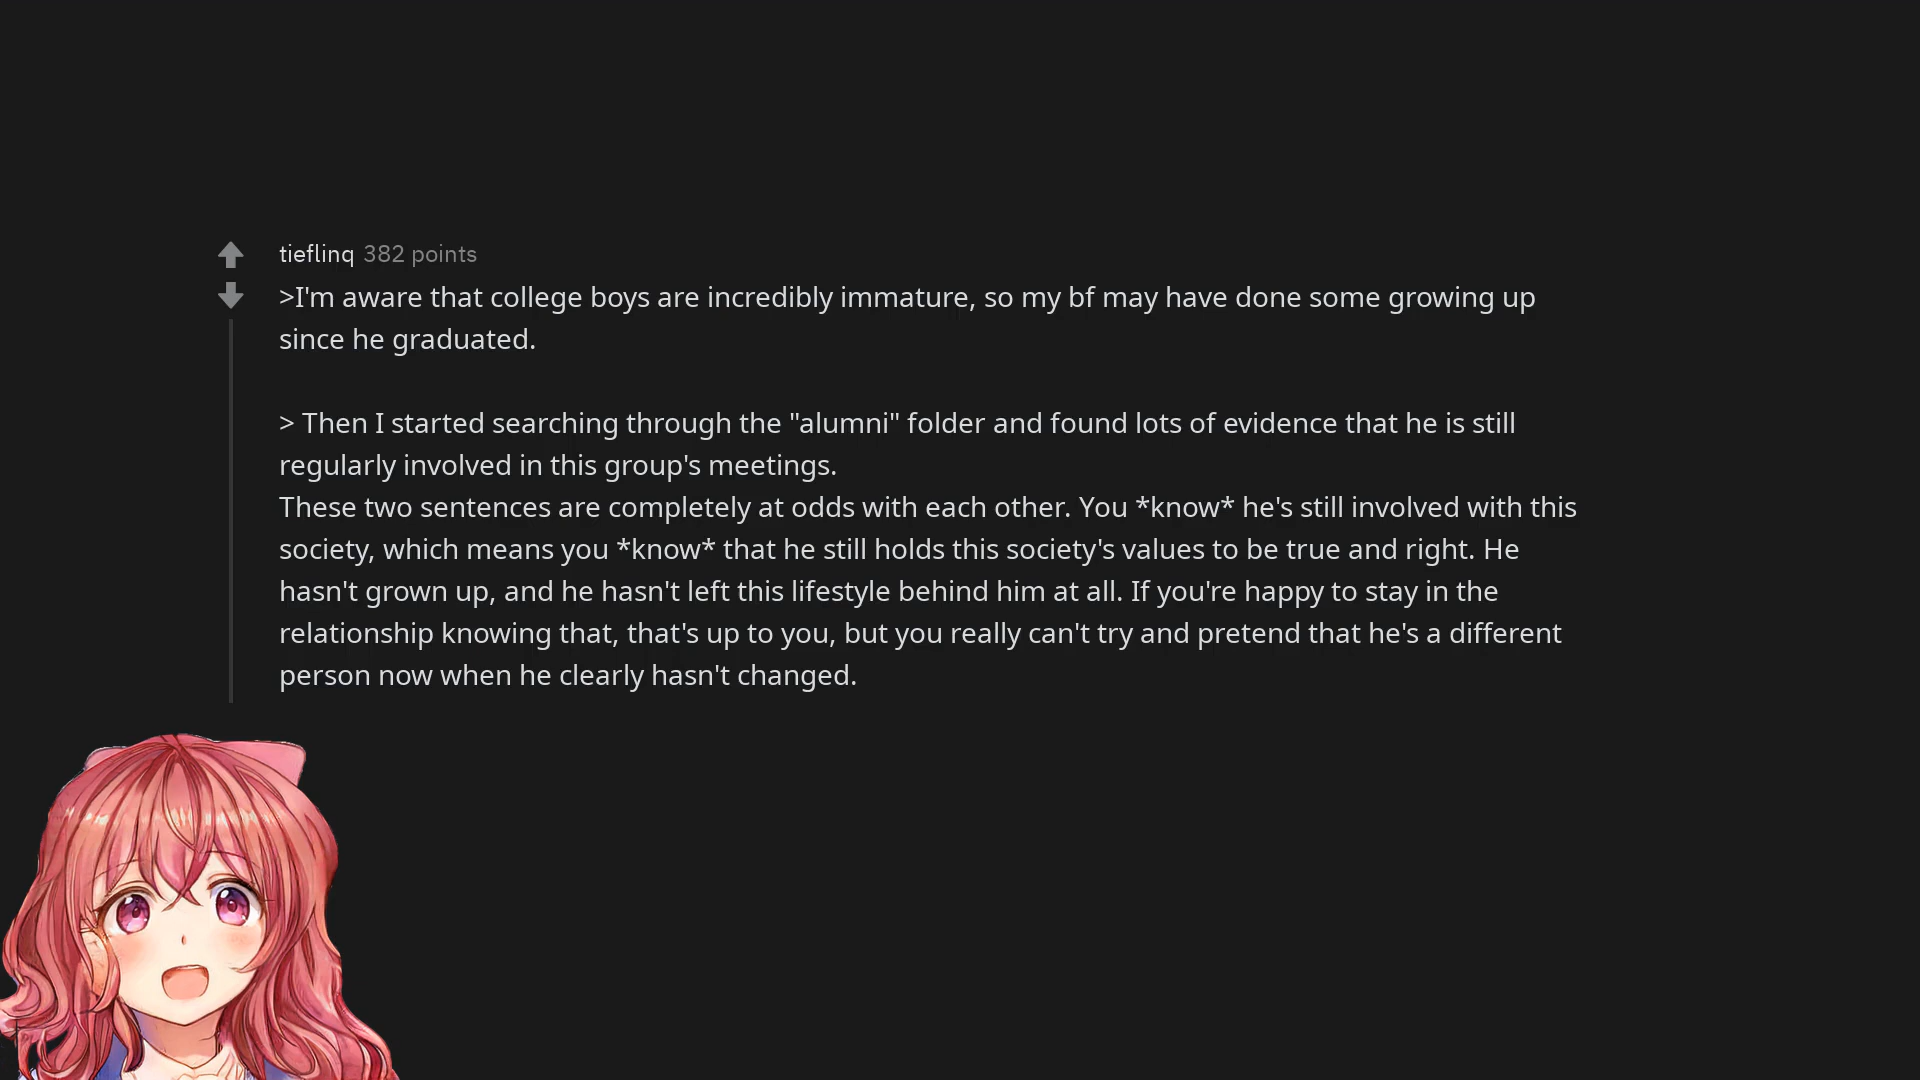 tieflinq 382 points
>I'm aware that college boys are incredibly immature, so my bf may have done some growing up
since he graduated.
> Then I started searching through the "alumni" folder and found lots of evidence that he is still
regularly involved in this group's meetings.
These two sentences are completely at odds with each other. You *know* he's still involved with this
society, which means you *know* that he still holds this society's values to be true and right. He
hasn't grown up, and he hasn't left this lifestyle behind him at all. If you're happy to stay in the
relationship knowing that, that's up to you, but you really can't try and pretend that he's a different
person now when he clearly hasn't changed.